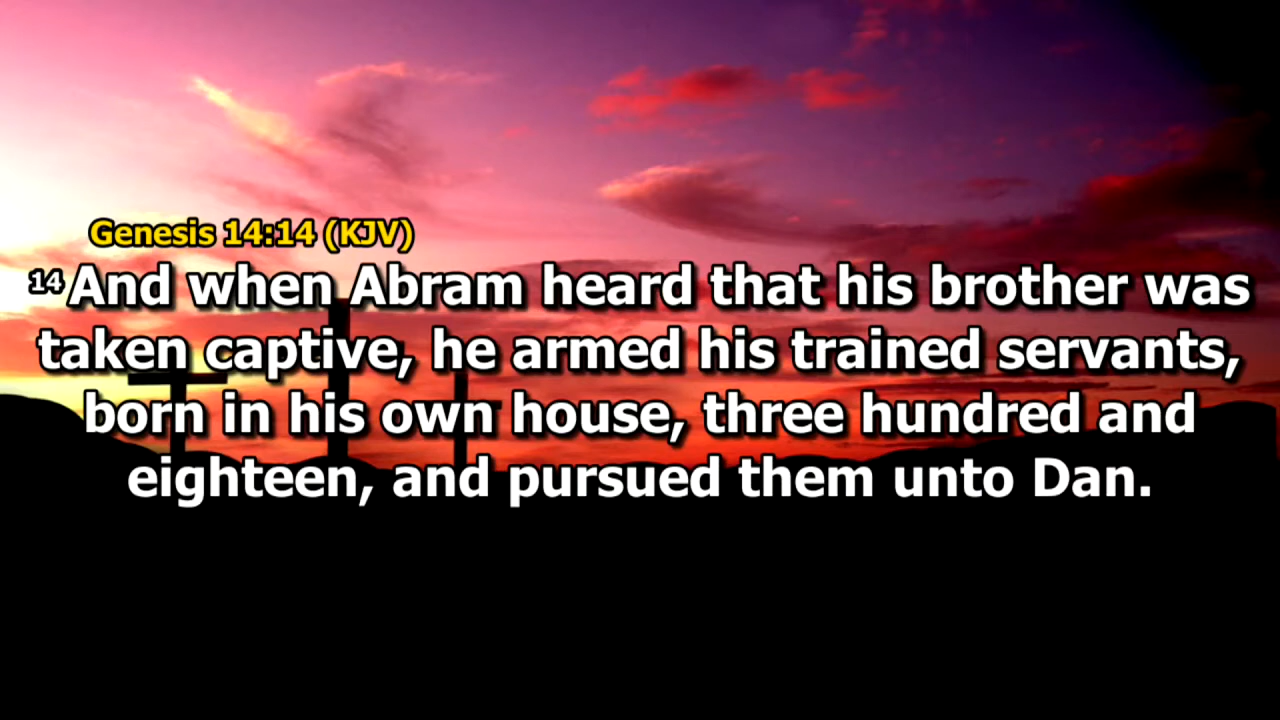 Genesis 14:14 (KJV)
14 And when Abram heard that his brother was
taken captive, he armed his trained servants,
born in his own house, three hundred and
eighteen, and pursued them unto Dan.